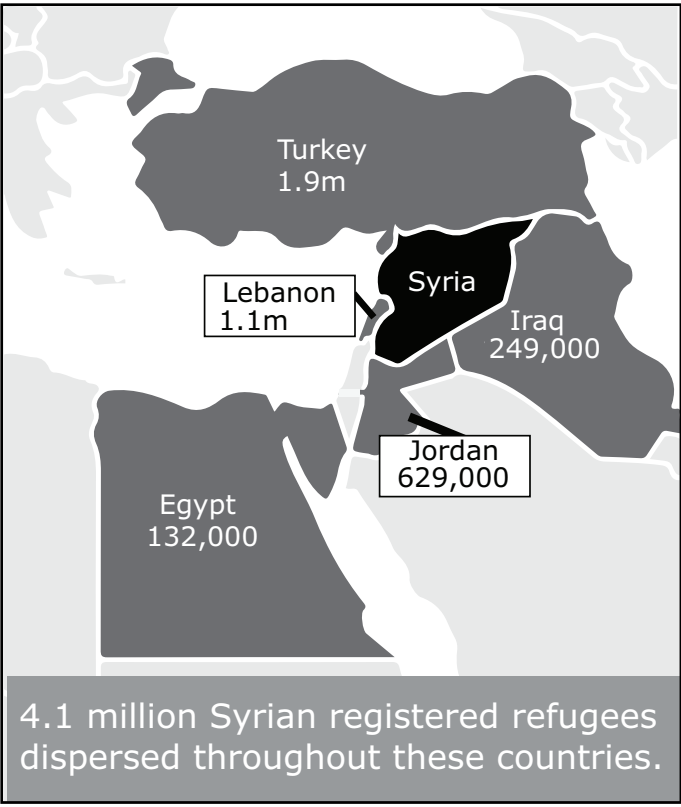 Turkey
1.9m
Syria
Lebanon
1.1m
Iraq
249,000
Jordan
629,000
Egypt
132,000
4.1 million Syrian registered refugees
dispersed throughout these countries.